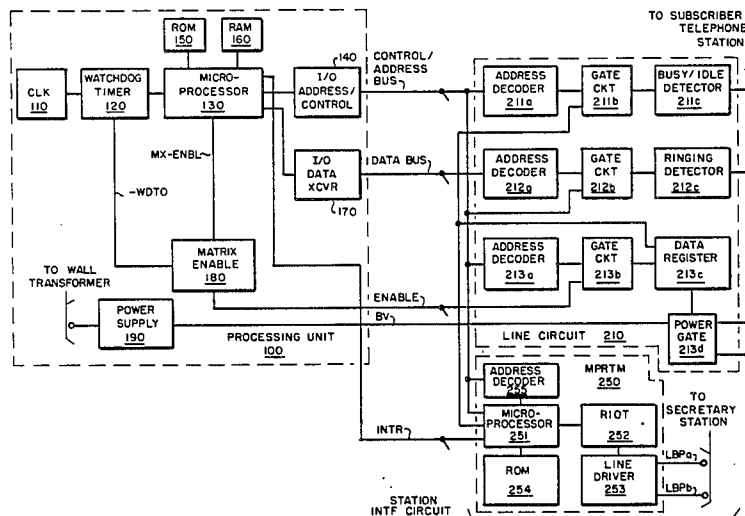 TO SUBSCRIBER
TELEPHONE
STATION
ROM
150
RAM
160
140
CONTROL/
ADDRESS
BUS
CLK
110
WATCHDOG
TIMER
120
MICRO-
PROCESSOR
130
I/O
ADDRESS/
CONTROL
ADDRESS
DECODER
211a
GATE
CKT
211b
BUSY/IDLE
DETECTOR
211c
MX-ENBL
I/O
DATA
XCVR
170
DATA BUS
ADDRESS
DECODER
212a
GATE
CKT
212b
RINGING
DETECTOR
212c
-WDTO
MATRIX
ENABLE
180
ADDRESS
DECODER
213a
GATE
CKT
213b
DATA
REGISTER
213c
TO WALL
TRANSFORMER
ENABLE
POWER
SUPPLY
190
BV
PROCESSING UNIT
100
LINE CIRCUIT 210
POWER
GATE
213d
ADDRESS
DECODER
255
MPRTM
250
MICRO-
PROCESSOR
251
RIOT
252
TO
SECRETARY
STATION
INTR
ROM
254
LINE
DRIVER
253
LBPa
LBPb
STATION
INTF CIRCUIT